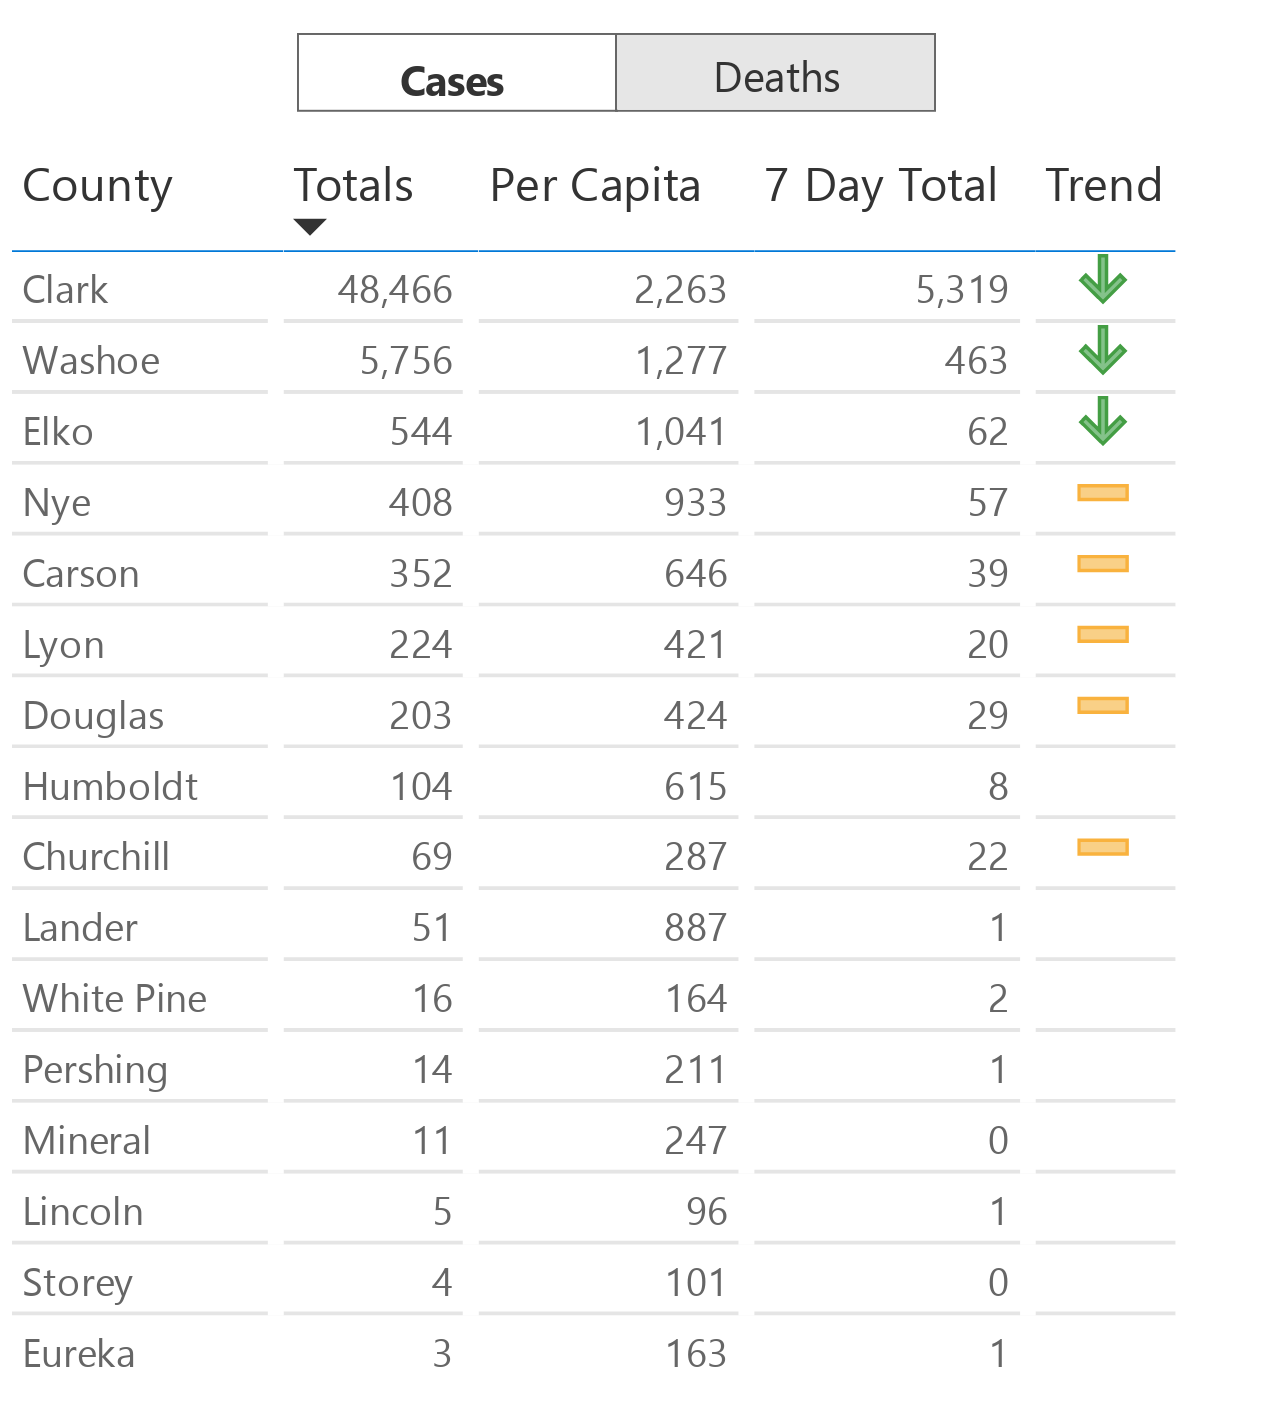 Cases Deaths
County Totals Per Capita 7 Day Total Trend
Clark 48,466 2,263 5,319
Washoe 5,756 1,277 463
Elko 544 1,041 62
Nye 408 933 57
Carson 352 646 39
Lyon 224 421 20
Douglas 203 424 29
Humboldt 104 615 8
Churchill 69 287 22
Lander 51 887 1
White Pine 16 164 2
Pershing 14 211 1
Mineral 11 247 0
Lincoln 5 96 1
Storey 4 101 0
Eureka 3 163 1